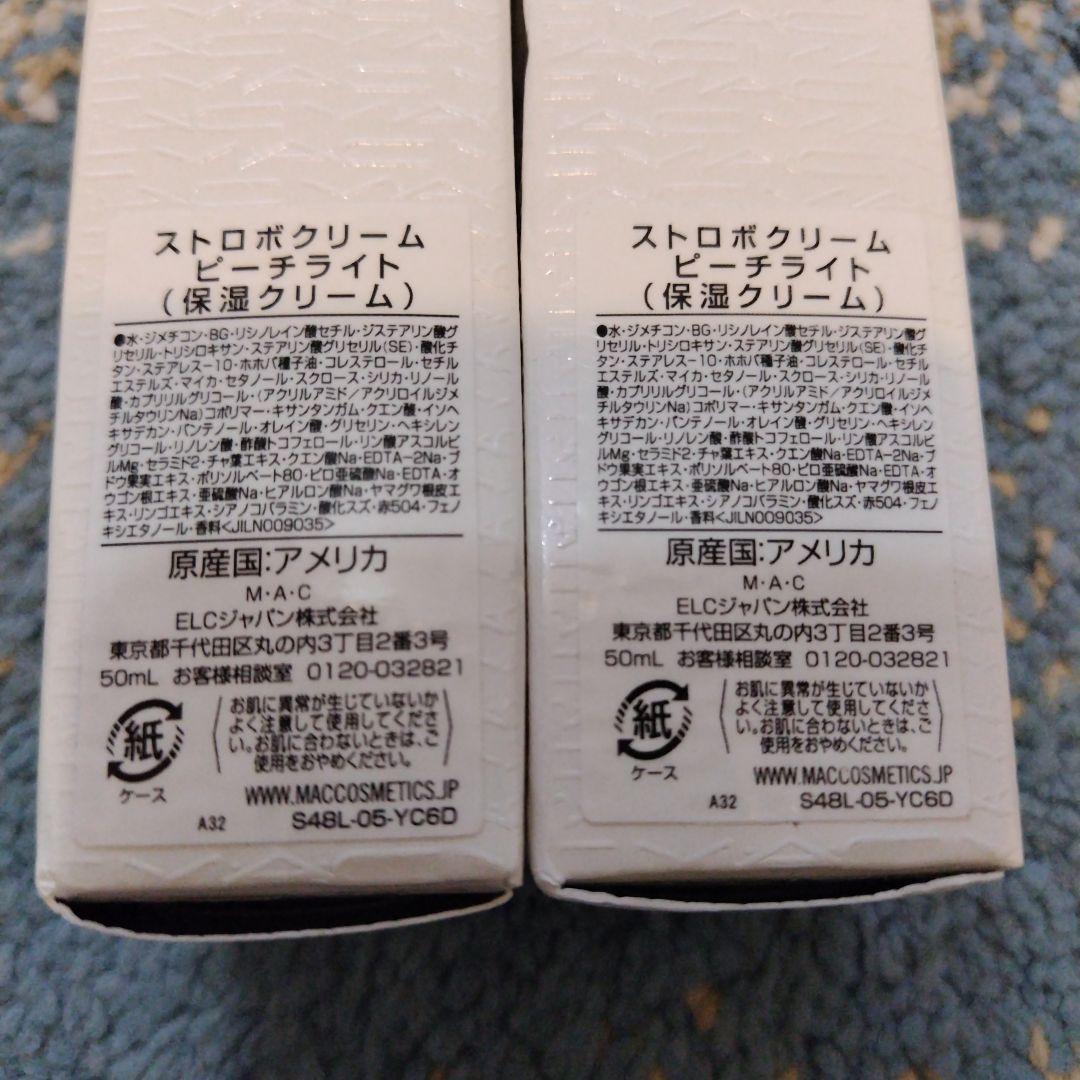 ストロボクリーム
ピーチライト
(保湿クリーム)
●水・ジメチコン・BG・リシノレイン酸セチル・ジステアリン酸グ
リセリル・トリシロキサン・ステアリン酸グリセリル(SE)・酸化チ
タン・ステアレス-10・ホホバ種子油・コレステロール・セチル
エステルズ・マイカ・セタノール・スクロース・シリカ・リノール
酸・カプリリルグリコール・(アクリルアミド/アクリロイルジメ
チルタウリンNa)コポリマー・キサンタンガム・クエン酸・イソヘ
キサデカン・パンテノール・オレイン酸・グリセリン・ヘキシレン
グリコール・リノレン酸・酢酸トコフェロール・リン酸アスコルビ
ルMg・セラミド2・チャ葉エキス・クエン酸Na・EDTA-2Na・ブ
ドウ果実エキス・ポリソルベート80・ピロ亜硫酸Na・EDTA・オ
ウゴン根エキス・亜硫酸Na・ヒアルロン酸Na・ヤマグワ根皮エ
キス・リンゴエキス・シアノコバラミン・酸化スズ・赤504・フェノ
キシエタノール・香料<JILN009035>
原産国:アメリカ
M・A・C
ELCジャパン株式会社
東京都千代田区丸の内3丁目2番3号
50mL お客様相談室 0120-032821
紙
ケース
お肌に異常が生じていないか
よく注意して使用してくださ
い。お肌に合わないときは、ご
使用をおやめください。
WWW.MACCOSMETICS.JP
A32 S48L-05-YC6D
ストロボクリーム
ピーチライト
(保湿クリーム)
●水・ジメチコン・BG・リシノレイン酸セチル・ジステアリン酸グ
リセリル・トリシロキサン・ステアリン酸グリセリル(SE)・酸化チ
タン・ステアレス-10・ホホバ種子油・コレステロール・セチル
エステルズ・マイカ・セタノール・スクロース・シリカ・リノール
酸・カプリリルグリコール・(アクリルアミド/アクリロイルジメ
チルタウリンNa)コポリマー・キサンタンガム・クエン酸・イソヘ
キサデカン・パンテノール・オレイン酸・グリセリン・ヘキシレン
グリコール・リノレン酸・酢酸トコフェロール・リン酸アスコルビ
ルMg・セラミド2・チャ葉エキス・クエン酸Na・EDTA-2Na・ブ
ドウ果実エキス・ポリソルベート80・ピロ亜硫酸Na・EDTA・オ
ウゴン根エキス・亜硫酸Na・ヒアルロン酸Na・ヤマグワ根皮エ
キス・リンゴエキス・シアノコバラミン・酸化スズ・赤504・フェノ
キシエタノール・香料<JILN009035>
原産国:アメリカ
M・A・C
ELCジャパン株式会社
東京都千代田区丸の内3丁目2番3号
50mL お客様相談室 0120-032821
紙
ケース
お肌に異常が生じていないか
よく注意して使用してくださ
い。お肌に合わないときは、ご
使用をおやめください。
WWW.MACCOSMETICS.JP
A32 S48L-05-YC6D